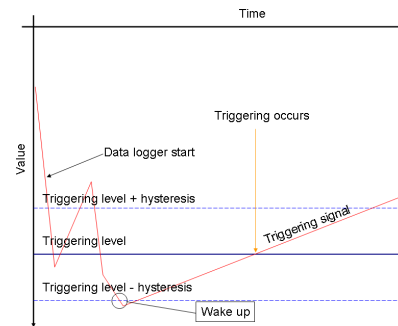 Time
Triggering occurs
Value
Data logger start
Triggering level + hysteresis
Triggering signal
Triggering level
Triggering level - hysteresis
Wake up